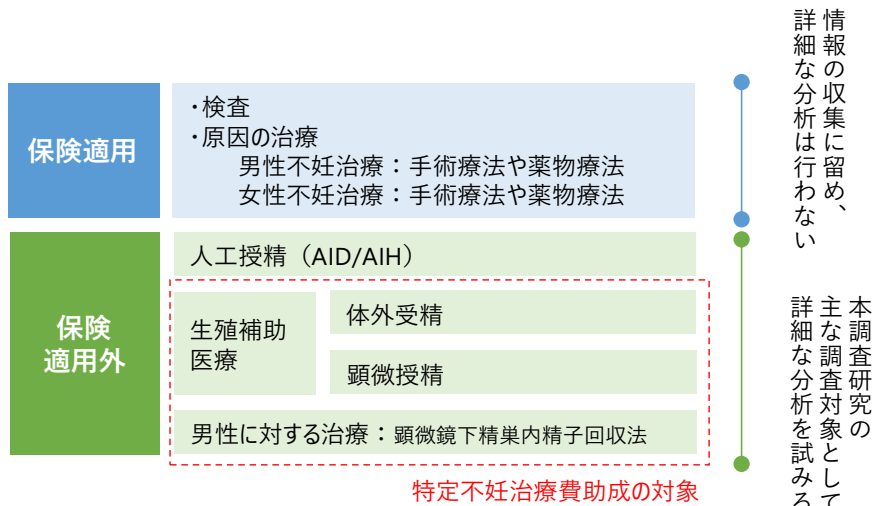 保険適用
・検査
・原因の治療
男性不妊治療：手術療法や薬物療法
女性不妊治療：手術療法や薬物療法
情報の収集に留め、
詳細な分析は行わない
保険
適用外
人工授精（AID/AIH）
生殖補助
医療
体外受精
顕微授精
男性に対する治療：顕微鏡下精巣内精子回収法
特定不妊治療費助成の対象
本調査研究の
主な調査対象として
詳細な分析を試みる